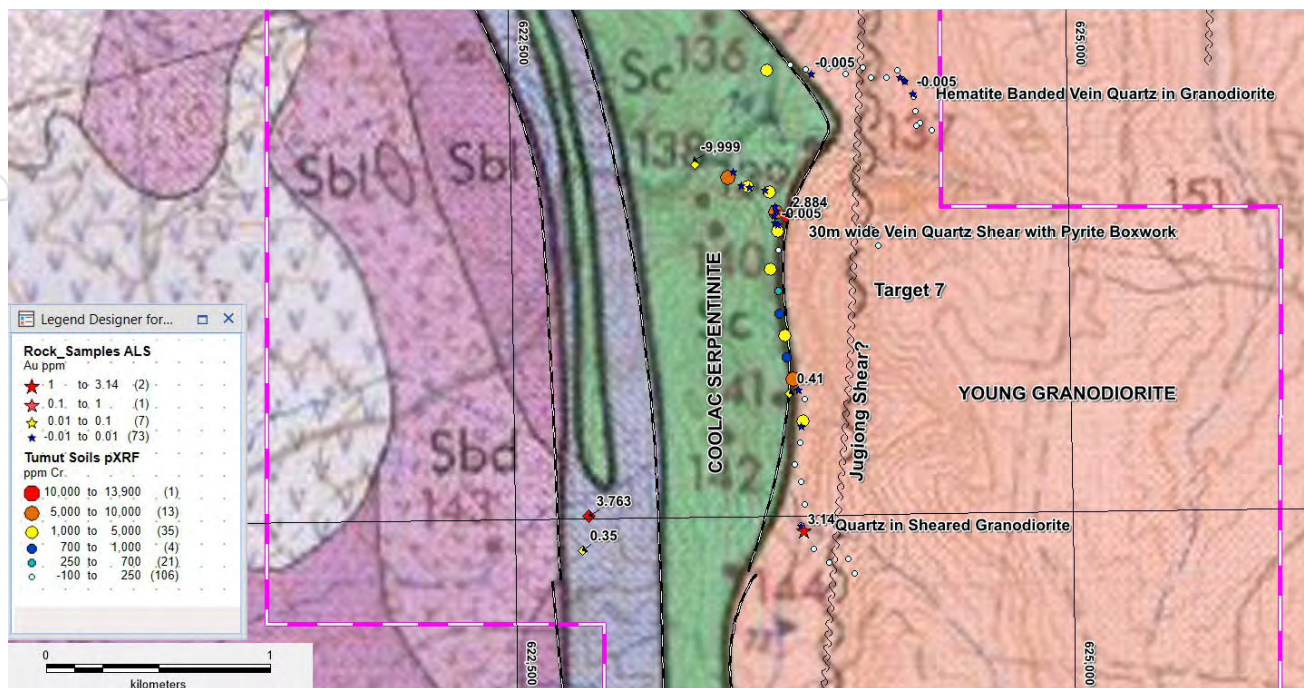 622,500
625,000
Sc
136
-0.005
-0.005
Hematite Banded Vein Quartz in Granodiorite
138
-9,999
137
151
Sbl
Sbl
2.884
-0.005
30m wide Vein Quartz Shear with Pyrite Boxwork
140
Target 7
COOLAC SERPENTINITE
Jugiong Shear?
0.41
YOUNG GRANODIORITE
Sbd
143
142
3.763
0.35
3.14
Quartz in Sheared Granodiorite
144
Legend Designer for...
Rock_Samples ALS
Au ppm
1 to 3.14 (2)
0.1 to 1 (1)
0.01 to 0.1 (7)
-0.01 to 0.01 (73)
Tumut Soils pXRF
ppm Cr
10,000 to 13,900 (1)
5,000 to 10,000 (13)
1,000 to 5,000 (35)
700 to 1,000 (4)
250 to 700 (21)
-100 to 250 (106)
0 1
kilometers
622,500
625,000